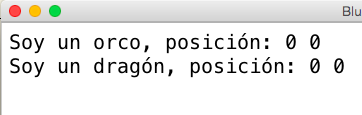 Blu
Soy un orco, posición: 0 0
Soy un dragón, posición: 0 0